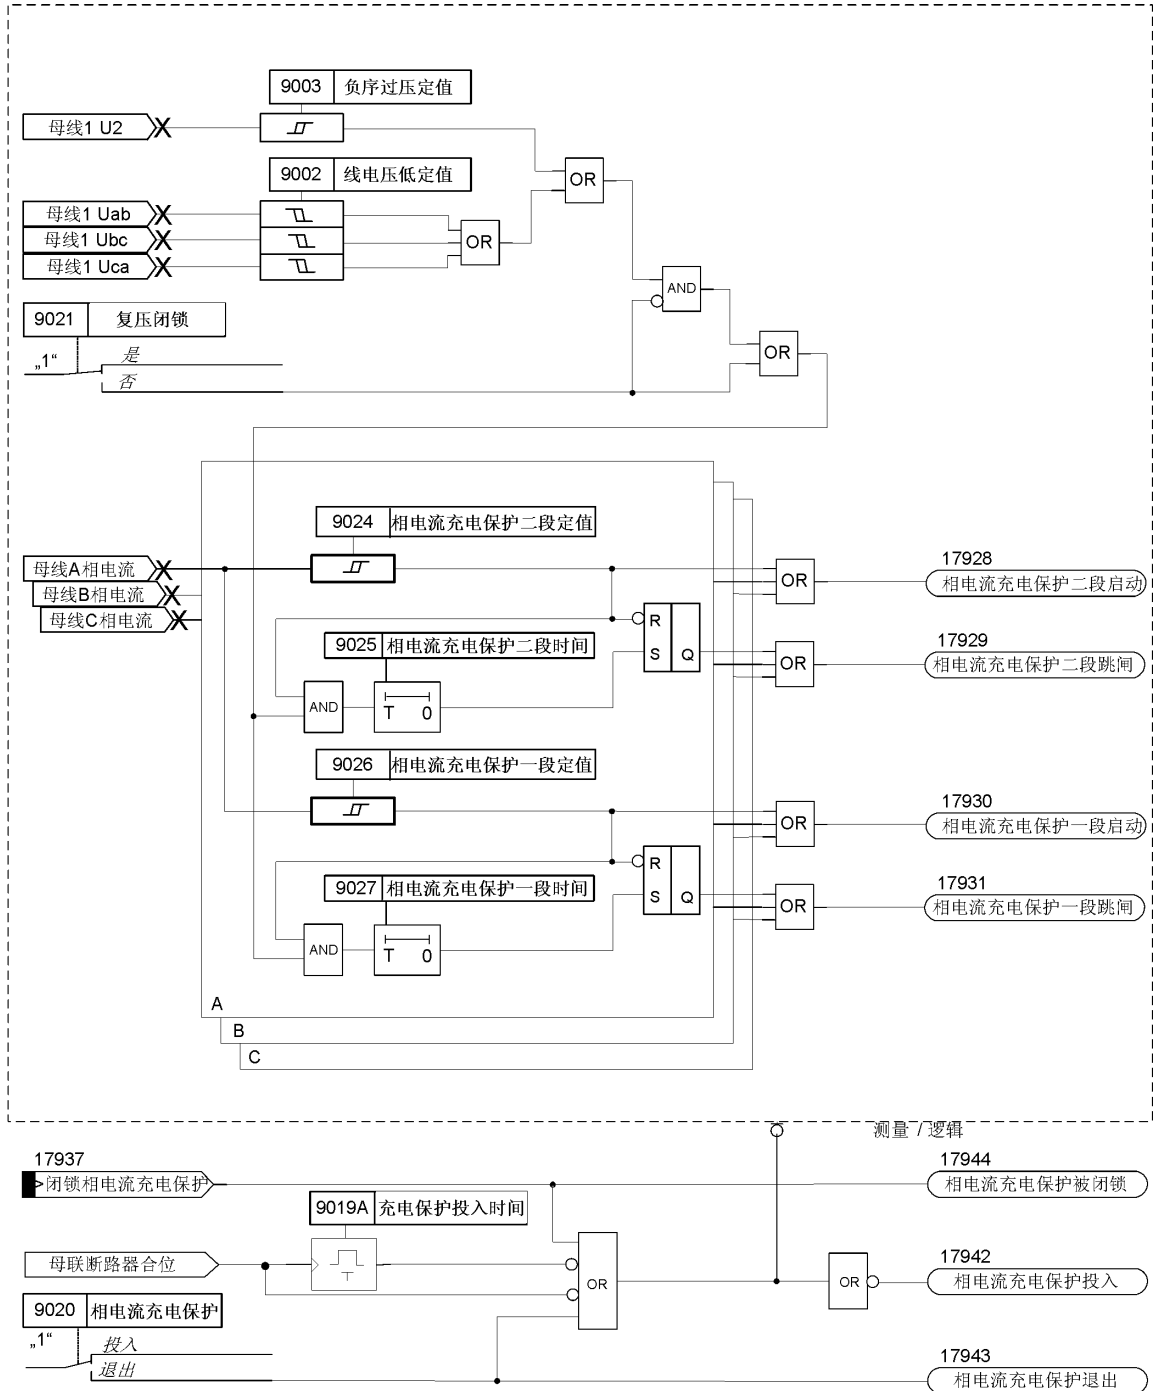 9003 负序过压定值
母线1 U2
9002 线电压低定值
OR
母线1 Uab
母线1 Ubc
母线1 Uca
OR
AND
9021 复压闭锁
OR
„1“
是
否
9024 相电流充电保护二段定值
母线A相电流
母线B相电流
母线C相电流
17928
OR
相电流充电保护二段启动
R
S Q
9025 相电流充电保护二段时间
17929
OR
相电流充电保护二段跳闸
AND
T 0
9026 相电流充电保护一段定值
17930
OR
相电流充电保护一段启动
R
S Q
9027 相电流充电保护一段时间
17931
OR
相电流充电保护一段跳闸
AND
T 0
A
B
C
测量 / 逻辑
17937
>闭锁相电流充电保护
17944
相电流充电保护被闭锁
9019A 充电保护投入时间
母联断路器合位
T
OR
17942
OR
相电流充电保护投入
9020 相电流充电保护
„1“
投入
退出
17943
相电流充电保护退出